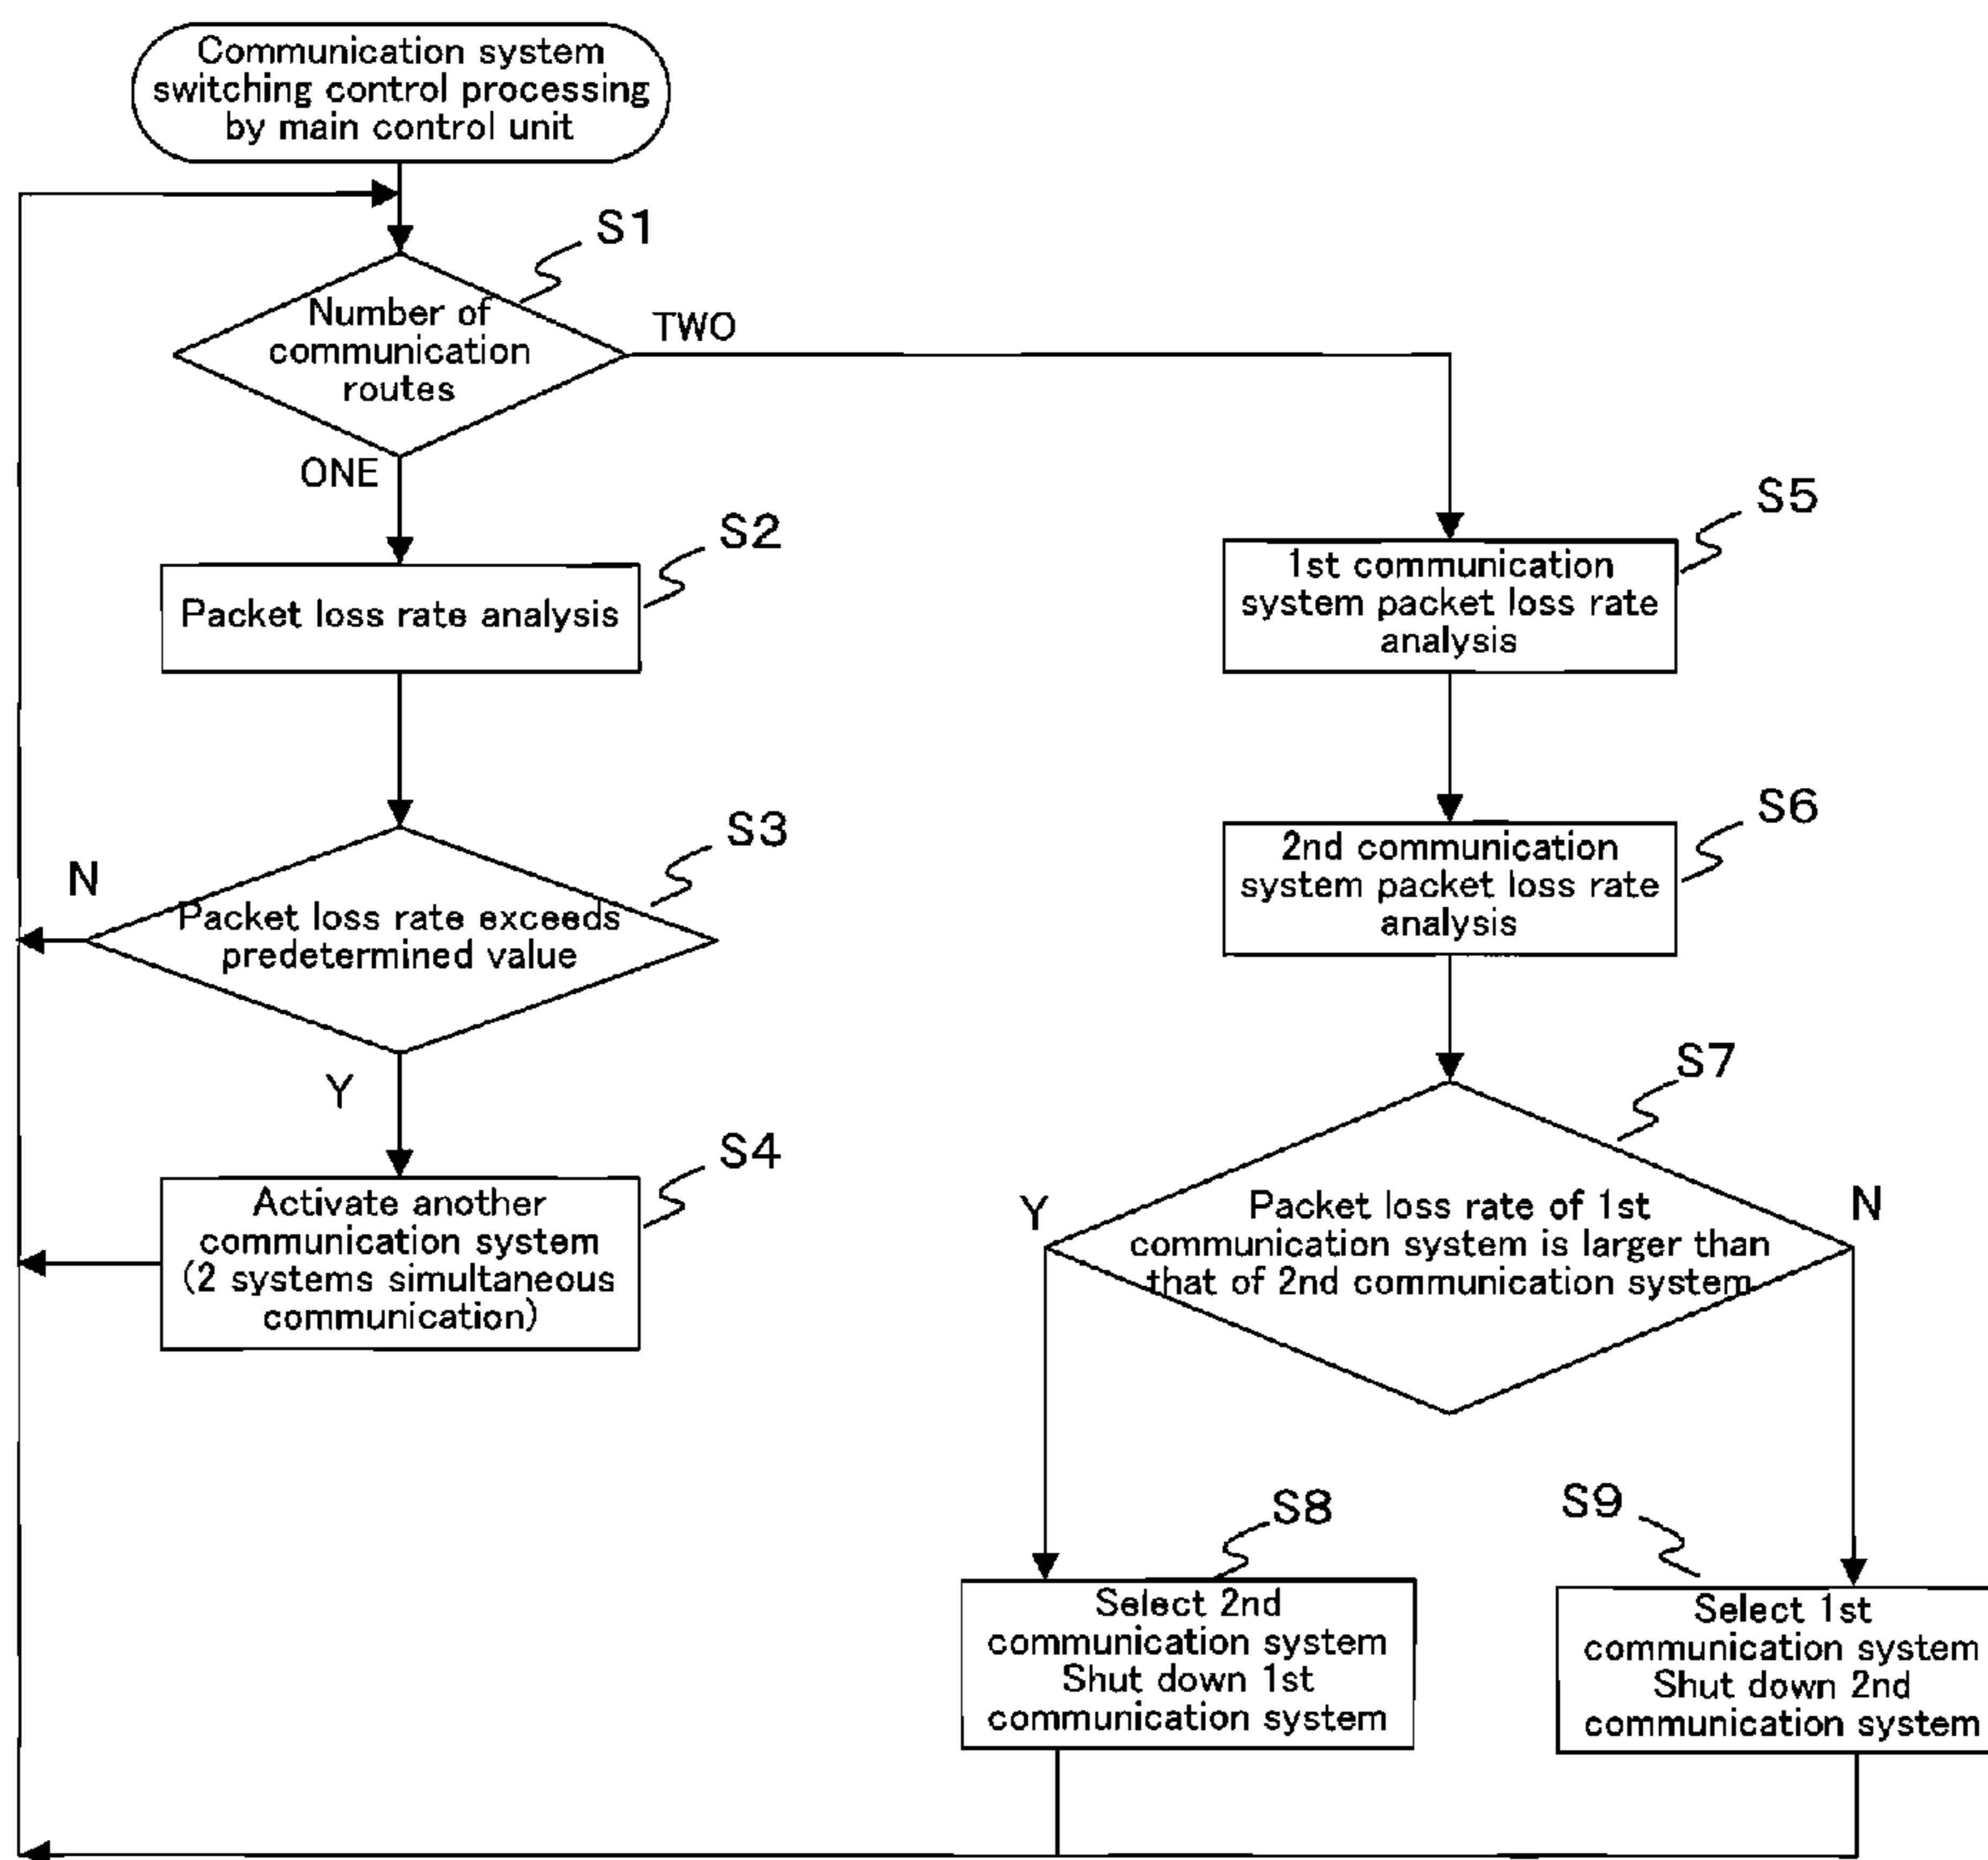 Communication system
switching control processing
by main control unit
S1
Number of
communication
routes
TWO
ONE
S2
Packet loss rate analysis
S3
N
Packet loss rate exceeds
predetermined value
Y
S4
Activate another
communication system
(2 systems simultaneous
communication)
S5
1st communication
system packet loss rate
analysis
S6
2nd communication
system packet loss rate
analysis
S7
Y
Packet loss rate of 1st
communication system is larger than
that of 2nd communication system
N
S8
Select 2nd
communication system
Shut down 1st
communication system
S9
Select 1st
communication system
Shut down 2nd
communication system